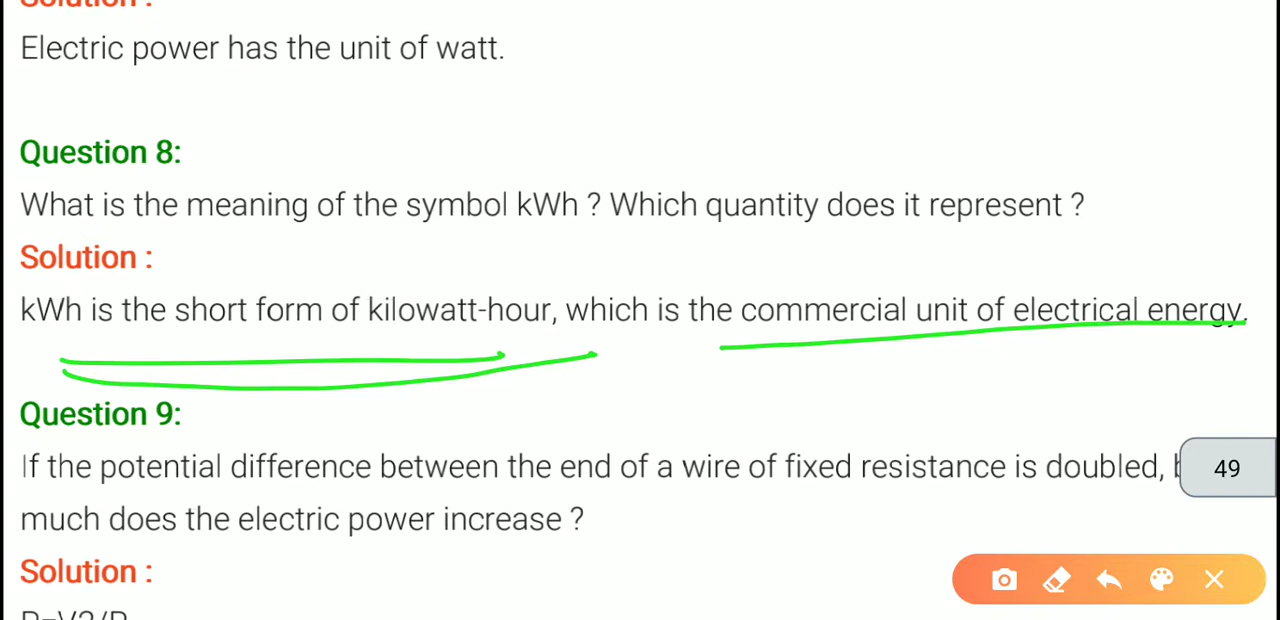 Solution :
Electric power has the unit of watt.
Question 8:
What is the meaning of the symbol kWh ? Which quantity does it represent ?
Solution :
kWh is the short form of kilowatt-hour, which is the commercial unit of electrical energy.
Question 9:
If the potential difference between the end of a wire of fixed resistance is doubled,
49
much does the electric power increase ?
Solution :